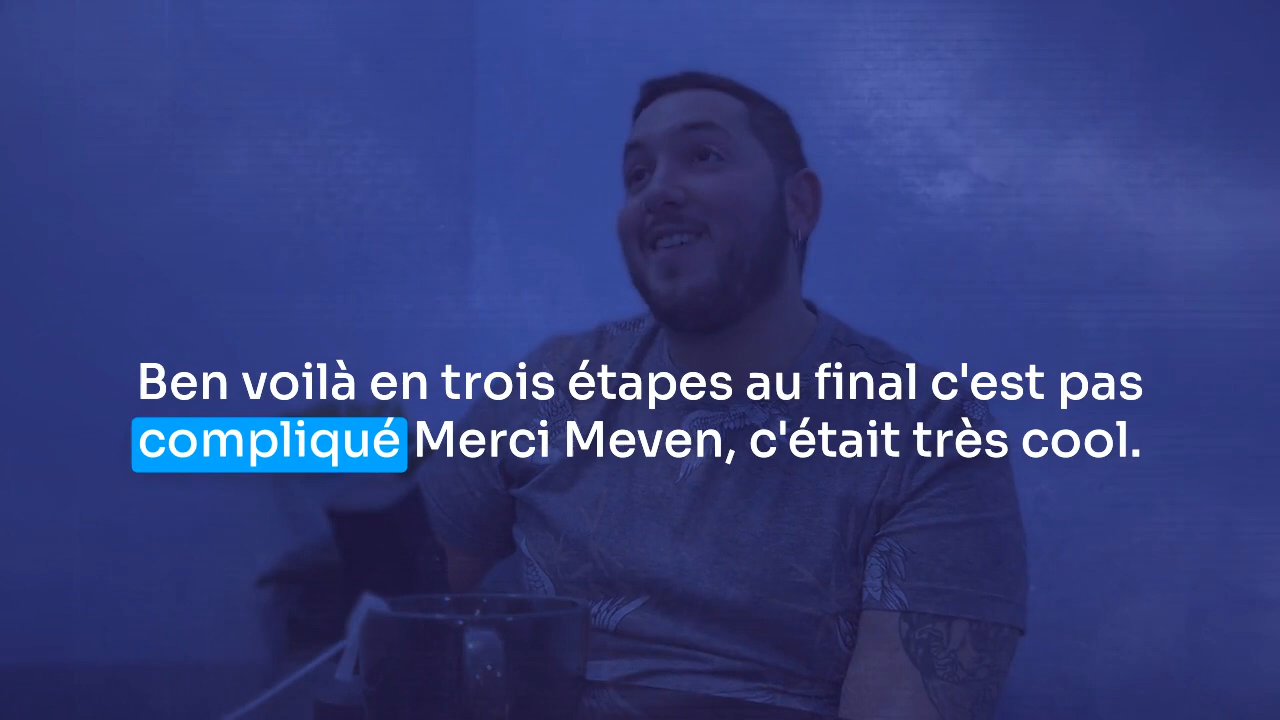 Ben voilà en trois étapes au final c'est pas
compliqué Merci Meven, c'était très cool.